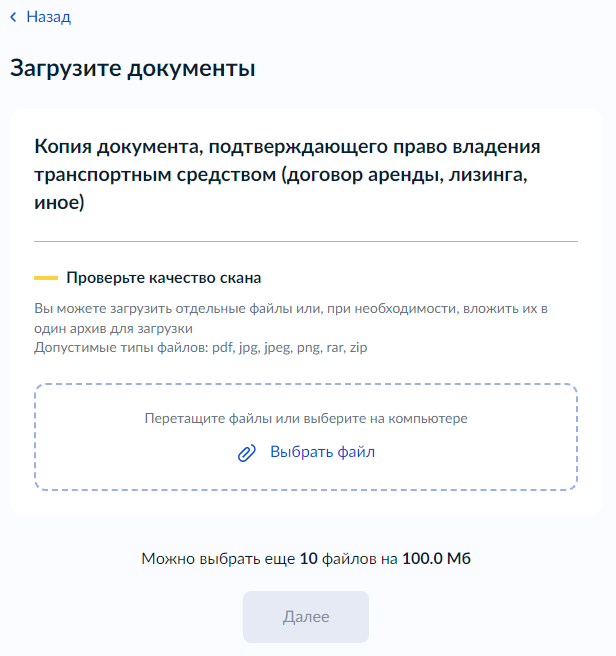 Назад
Загрузите документы
Копия документа, подтверждающего право владения
транспортным средством (договор аренды, лизинга,
иное)
Проверьте качество скана
Вы можете загрузить отдельные файлы или, при необходимости, вложить их в
один архив для загрузки
Допустимые типы файлов: pdf, jpg, jpeg, png, rar, zip
Перетащите файлы или выберите на компьютере
Выбрать файл
Можно выбрать еще 10 файлов на 100.0 Мб
Далее